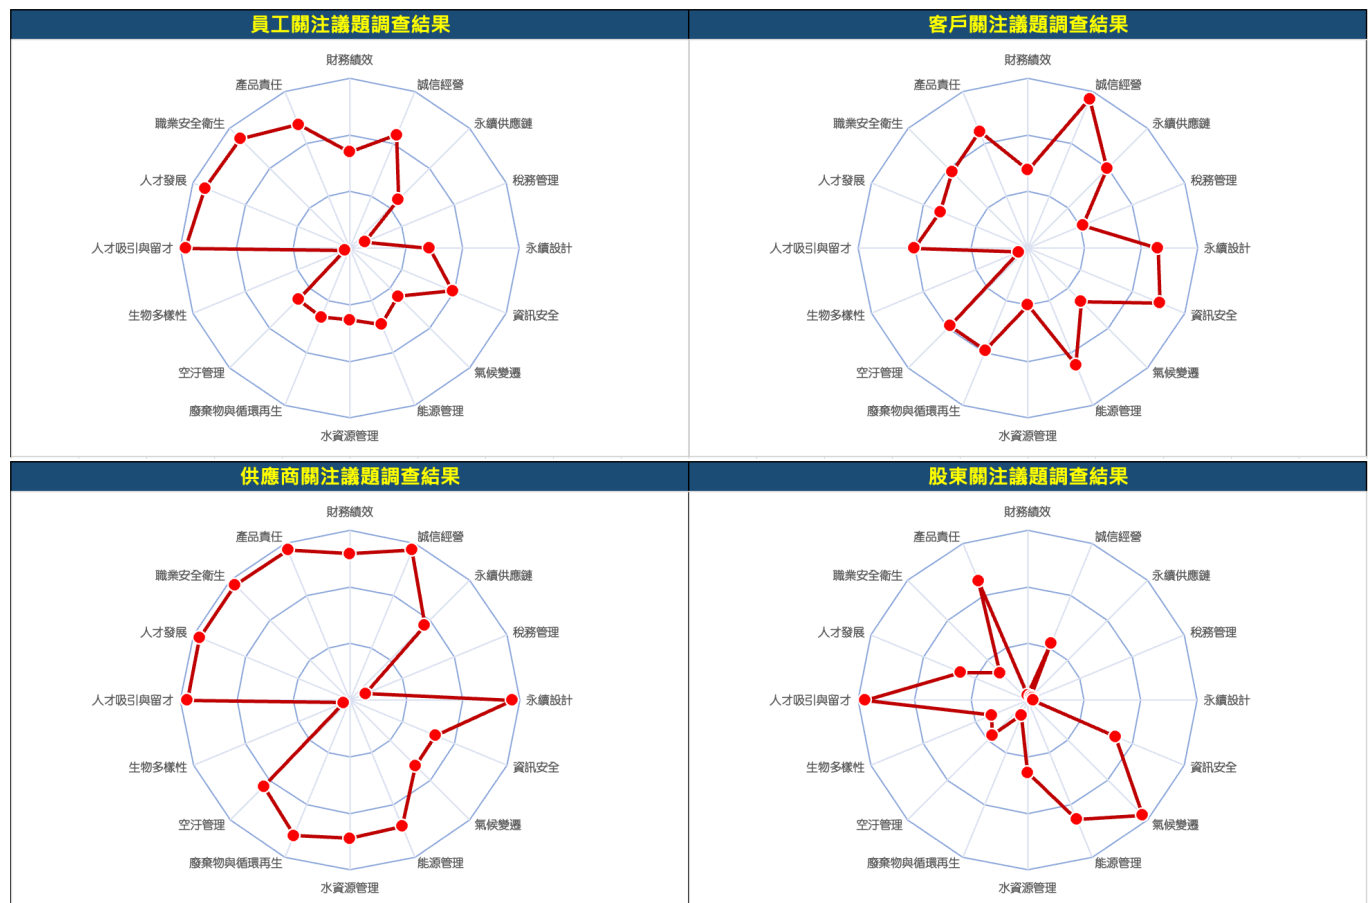 員工關注議題調查結果
財務績效
誠信經營
永續供應鏈
稅務管理
永續設計
資訊安全
氣候變遷
能源管理
水資源管理
廢棄物與循環再生
空汙管理
生物多樣性
人才吸引與留才
人才發展
職業安全衛生
產品責任
客戶關注議題調查結果
財務績效
誠信經營
永續供應鏈
稅務管理
永續設計
資訊安全
氣候變遷
能源管理
水資源管理
廢棄物與循環再生
空汙管理
生物多樣性
人才吸引與留才
人才發展
職業安全衛生
產品責任
供應商關注議題調查結果
財務績效
誠信經營
永續供應鏈
稅務管理
永續設計
資訊安全
氣候變遷
能源管理
水資源管理
廢棄物與循環再生
空汙管理
生物多樣性
人才吸引與留才
人才發展
職業安全衛生
產品責任
股東關注議題調查結果
財務績效
誠信經營
永續供應鏈
稅務管理
永續設計
資訊安全
氣候變遷
能源管理
水資源管理
廢棄物與循環再生
空汙管理
生物多樣性
人才吸引與留才
人才發展
職業安全衛生
產品責任